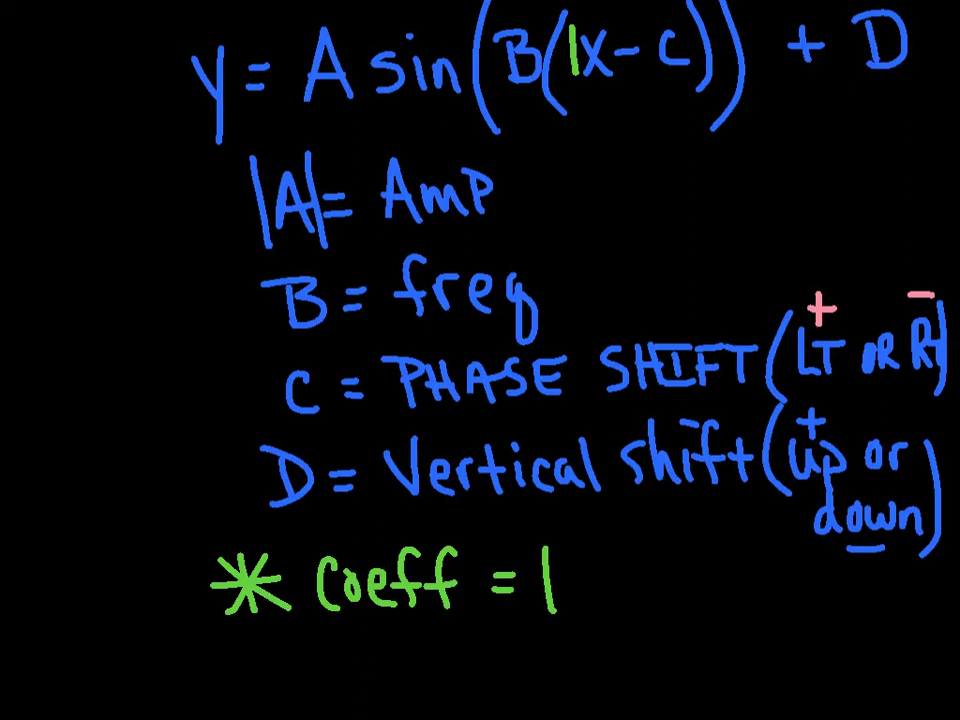 y = A sin(B(1x - c)) + D
|A| = Amp
B = freq
C = PHASE SHIFT (LT OR RT)
+ -
D = Vertical shift (up or down)
+ -
* coeff = 1